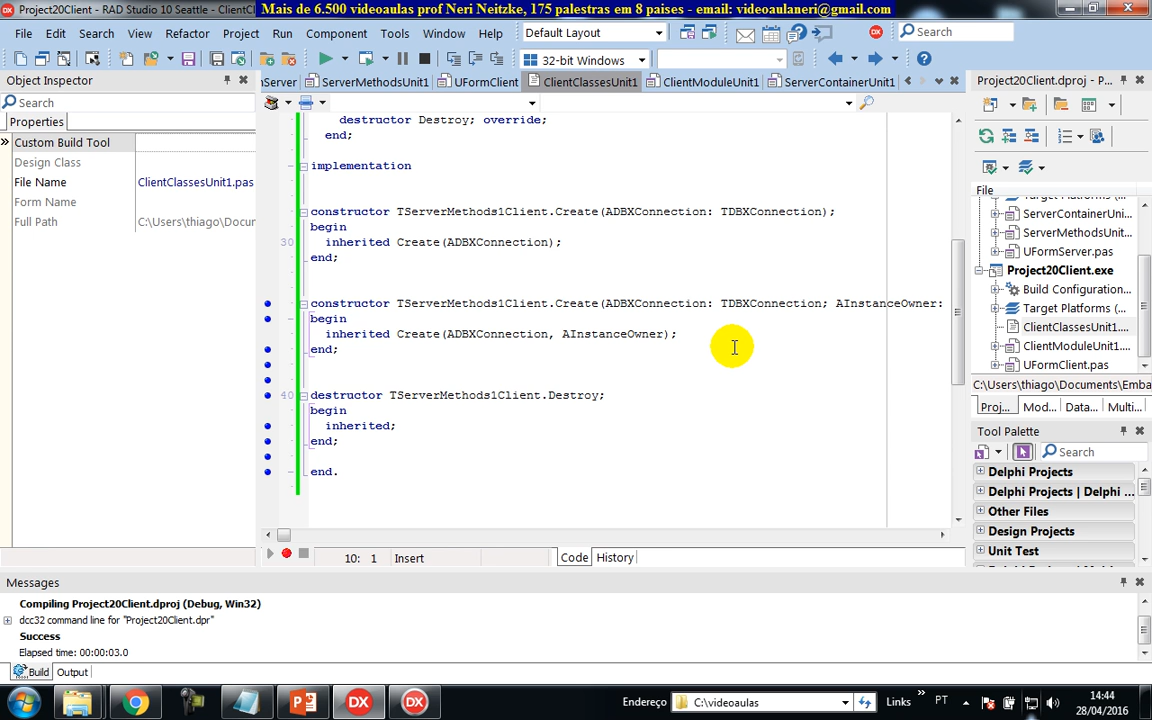 Project20Client - RAD Studio 10 Seattle - ClientCl
Mais de 6.500 videoaulas prof Neri Neitzke, 175 palestras em 8 paises - email: videoaulaneri@gmail.com
File Edit Search View Refactor Project Run Component Tools Window Help
Default Layout
Search
32-bit Windows
Object Inspector
Server ServerMethodsUnit1 UFormClient ClientClassesUnit1 ClientModuleUnit1 ServerContainerUnit1
Project20Client.dproj - P...
Search
Properties
Custom Build Tool
Design Class
File Name ClientClassesUnit1.pas
Form Name
Full Path C:\Users\thiago\Docum
destructor Destroy; override;
end;
implementation
constructor TServerMethods1Client.Create(ADBXConnection: TDBXConnection);
begin
30 inherited Create(ADBXConnection);
end;
constructor TServerMethods1Client.Create(ADBXConnection: TDBXConnection; AInstanceOwner:
begin
inherited Create(ADBXConnection, AInstanceOwner);
end;
40 destructor TServerMethods1Client.Destroy;
begin
inherited;
end;
end.
10: 1 Insert
Code History
File
ServerContainerUni...
ServerMethodsUnit...
UFormServer.pas
Project20Client.exe
Build Configuration...
Target Platforms (...
ClientClassesUnit1....
ClientModuleUnit1....
UFormClient.pas
C:\Users\thiago\Documents\Emba
Proj... Mod... Data... Multi...
Tool Palette
Search
Delphi Projects
Delphi Projects | Delphi ...
Other Files
Design Projects
Unit Test
Messages
Compiling Project20Client.dproj (Debug, Win32)
dcc32 command line for "Project20Client.dpr"
Success
Elapsed time: 00:00:03.0
Build Output
Endereço C:\videoaulas
Links
PT
14:44
28/04/2016